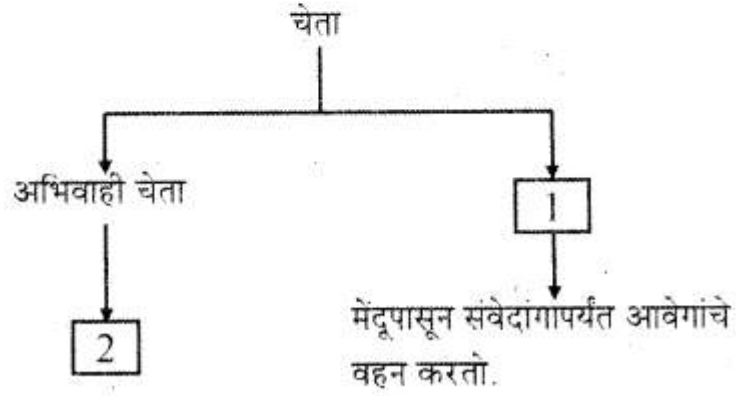 चेता
अभिवाही चेता
1
2
मेंदूपासून संवेदांगापर्यंत आवेगांचे
वहन करतो.